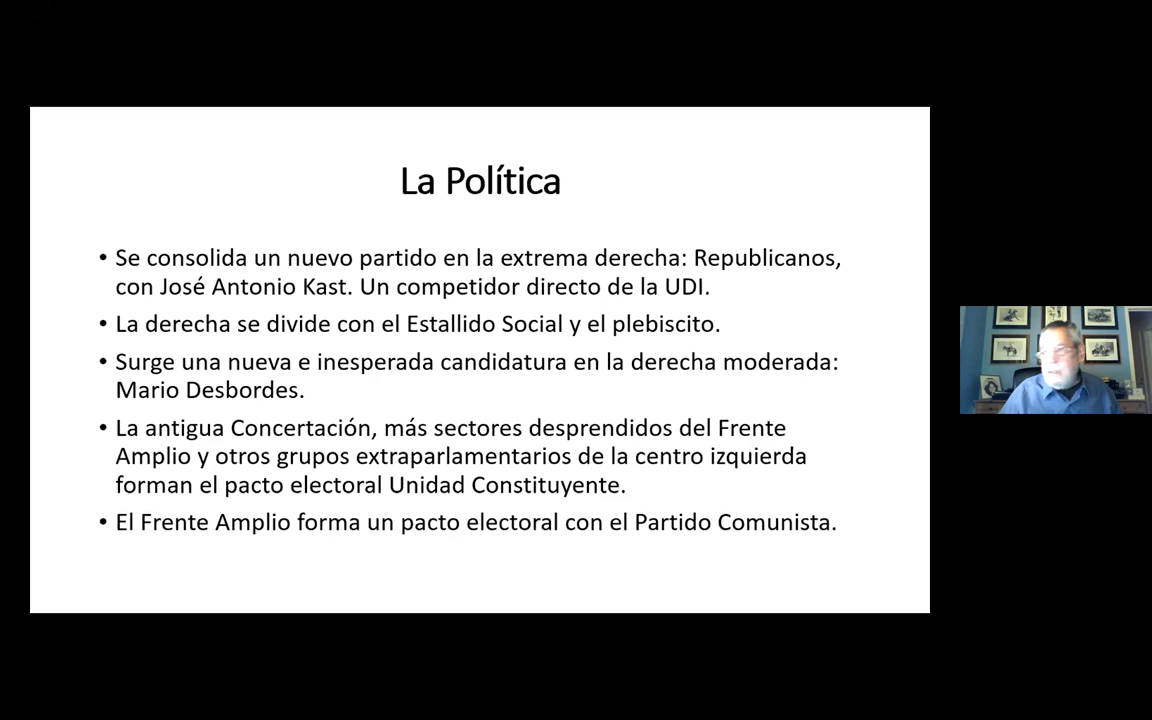 La Política
• Se consolida un nuevo partido en la extrema derecha: Republicanos,
con José Antonio Kast. Un competidor directo de la UDI.
• La derecha se divide con el Estallido Social y el plebiscito.
• Surge una nueva e inesperada candidatura en la derecha moderada:
Mario Desbordes.
• La antigua Concertación, más sectores desprendidos del Frente
Amplio y otros grupos extraparlamentarios de la centro izquierda
forman el pacto electoral Unidad Constituyente.
• El Frente Amplio forma un pacto electoral con el Partido Comunista.